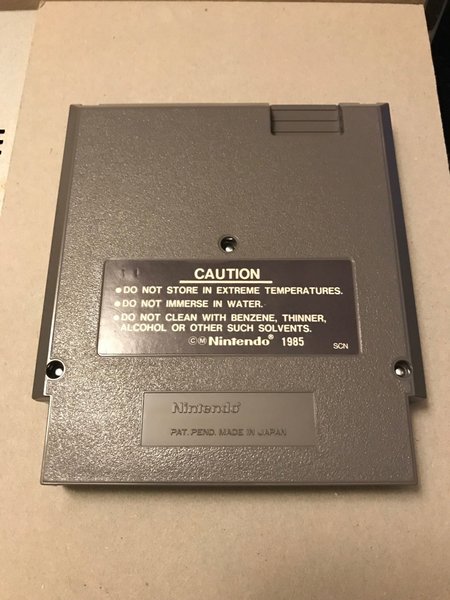 CAUTION
•DO NOT STORE IN EXTREME TEMPERATURES.
•DO NOT IMMERSE IN WATER.
•DO NOT CLEAN WITH BENZENE, THINNER,
ALCOHOL OR OTHER SUCH SOLVENTS.
©Ⓜ Nintendo® 1985 SCN
Nintendo®
PAT. PEND. MADE IN JAPAN